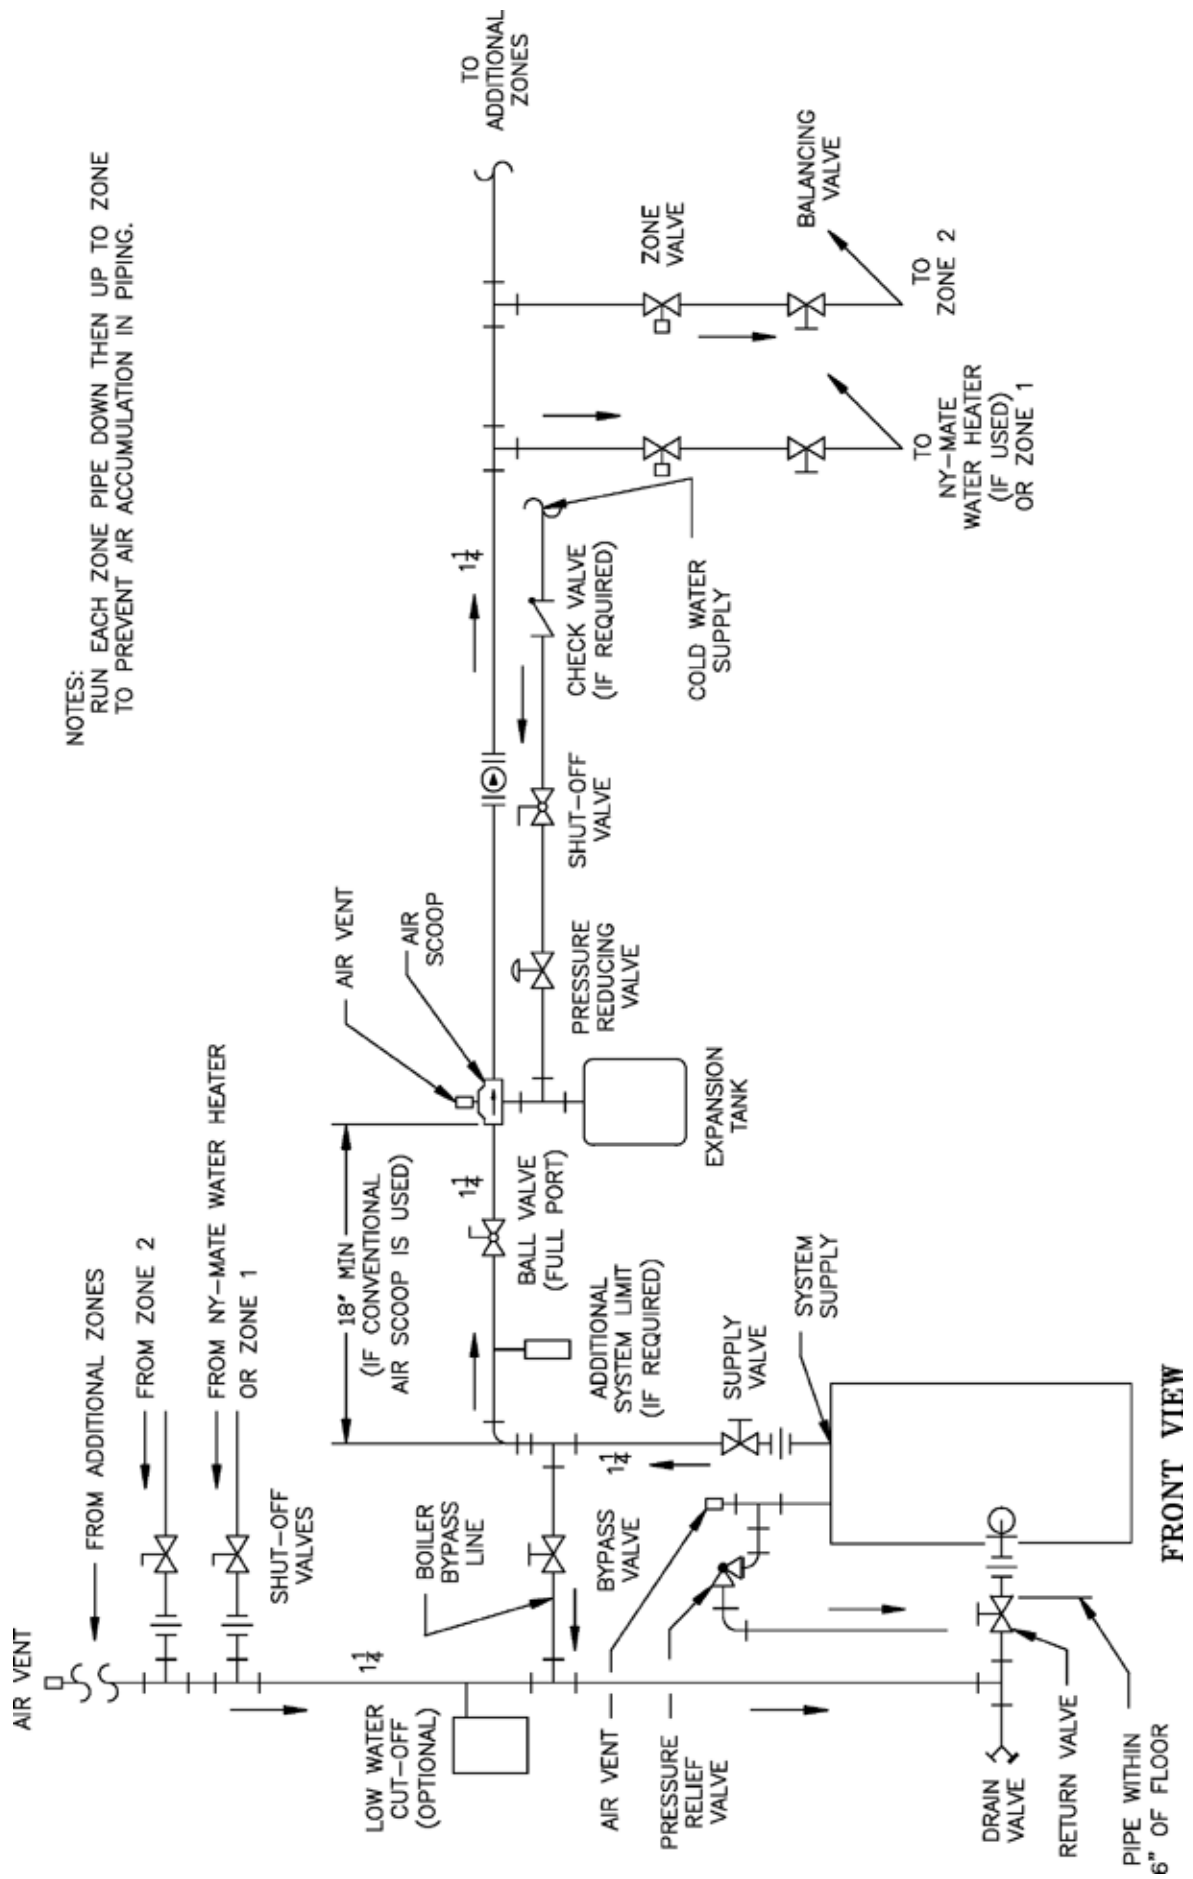 AIR VENT
NOTES:
RUN EACH ZONE PIPE DOWN THEN UP TO ZONE
TO PREVENT AIR ACCUMULATION IN PIPING.
FROM ADDITIONAL ZONES
FROM ZONE 2
FROM NY-MATE WATER HEATER
OR ZONE 1
SHUT-OFF
VALVES
1¼
LOW WATER
CUT-OFF
(OPTIONAL)
BOILER
BYPASS
LINE
18" MIN
(IF CONVENTIONAL
AIR SCOOP IS USED)
AIR VENT
AIR
SCOOP
1¼
1¼
TO
ADDITIONAL
ZONES
BALL VALVE
(FULL PORT)
PRESSURE
REDUCING
VALVE
SHUT-OFF
VALVE
CHECK VALVE
(IF REQUIRED)
AIR VENT
BYPASS
VALVE
1¼
ADDITIONAL
SYSTEM LIMIT
(IF REQUIRED)
ZONE
VALVE
PRESSURE
RELIEF
VALVE
SUPPLY
VALVE
EXPANSION
TANK
COLD WATER
SUPPLY
SYSTEM
SUPPLY
BALANCING
VALVE
TO
NY-MATE
WATER HEATER
(IF USED)
OR ZONE 1
TO
ZONE 2
DRAIN
VALVE
RETURN VALVE
PIPE WITHIN
6" OF FLOOR
FRONT VIEW